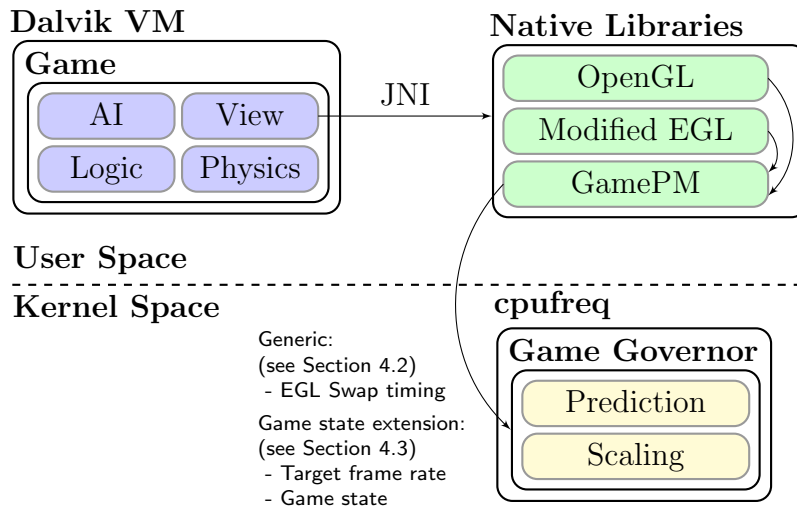 Dalvik VM
Native Libraries
Game
AI
View
Logic
Physics
JNI
OpenGL
Modified EGL
GamePM
User Space
Kernel Space
cpufreq
Generic:
(see Section 4.2)
- EGL Swap timing
Game state extension:
(see Section 4.3)
- Target frame rate
- Game state
Game Governor
Prediction
Scaling